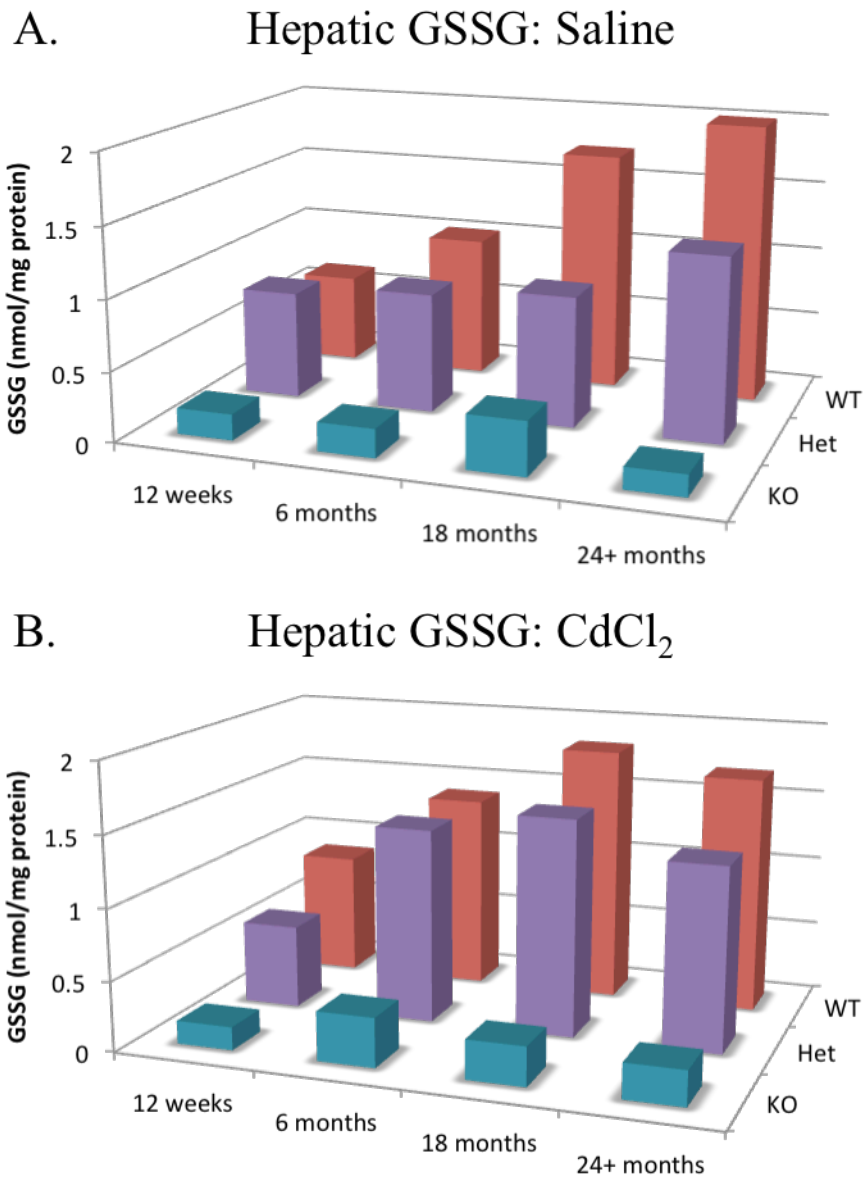 A. Hepatic GSSG: Saline
GSSG (nmol/mg protein)
2
1.5
1
0.5
0
12 weeks
6 months
18 months
24+ months
WT
Het
KO
B. Hepatic GSSG: CdCl₂
GSSG (nmol/mg protein)
2
1.5
1
0.5
0
12 weeks
6 months
18 months
24+ months
WT
Het
KO